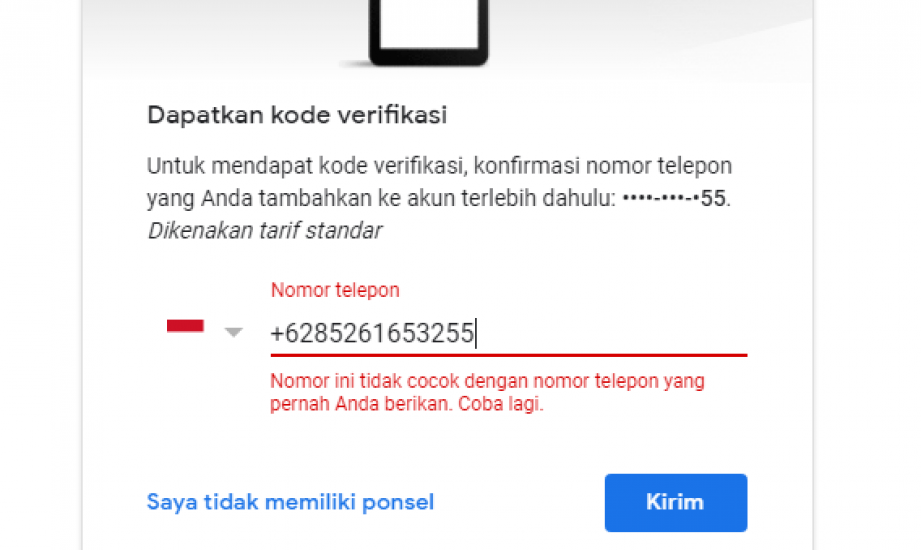 Dapatkan kode verifikasi
Untuk mendapat kode verifikasi, konfirmasi nomor telepon
yang Anda tambahkan ke akun terlebih dahulu: ••••-•••-•55.
Dikenakan tarif standar
Nomor telepon
+6285261653255
Nomor ini tidak cocok dengan nomor telepon yang
pernah Anda berikan. Coba lagi.
Saya tidak memiliki ponsel
Kirim